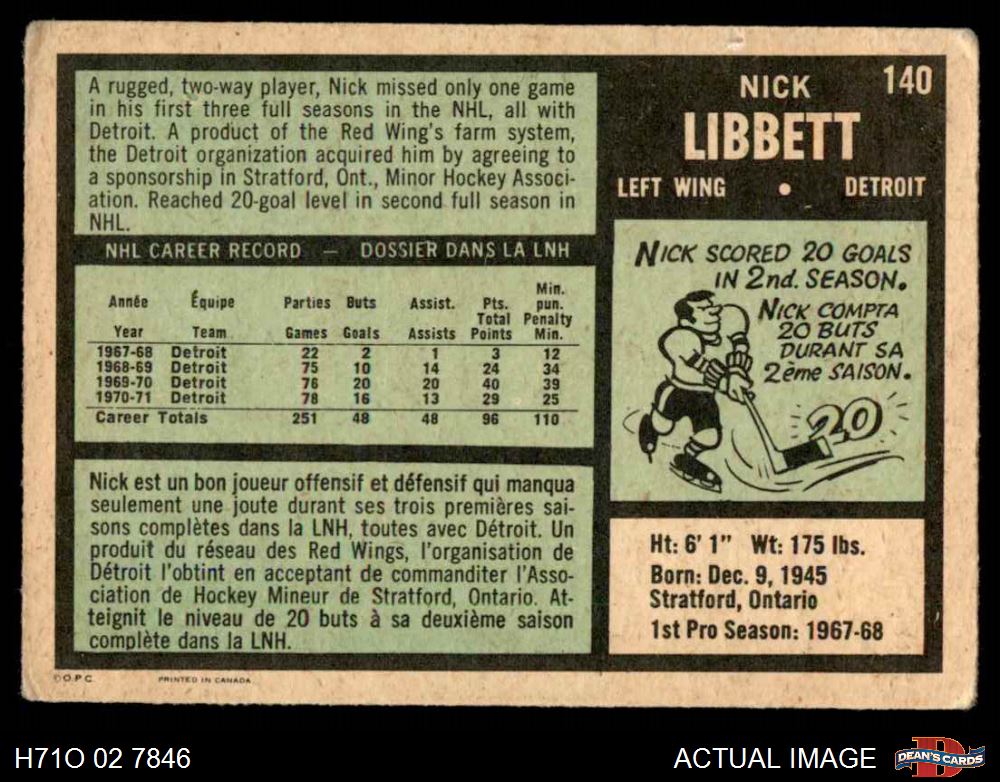 A rugged, two-way player, Nick missed only one game
in his first three full seasons in the NHL, all with
Detroit. A product of the Red Wing's farm system,
the Detroit organization acquired him by agreeing to
a sponsorship in Stratford, Ont., Minor Hockey Associ-
ation. Reached 20-goal level in second full season in
NHL.
NICK
140
LIBBETT
LEFT WING • DETROIT
NHL CAREER RECORD — DOSSIER DANS LA LNH
Année Équipe Parties Buts Assist. Pts. Min. pun.
Year Team Games Goals Assists Total Points Penalty Min.
1967-68 Detroit 22 2 1 3 12
1968-69 Detroit 75 10 14 24 34
1969-70 Detroit 76 20 20 40 39
1970-71 Detroit 78 16 13 29 25
Career Totals 251 48 48 96 110
NICK SCORED 20 GOALS
IN 2nd. SEASON.
NICK COMPTA
20 BUTS
DURANT SA
2ème SAISON.
20
Nick est un bon joueur offensif et défensif qui manqua
seulement une joute durant ses trois premières sai-
sons complètes dans la LNH, toutes avec Détroit. Un
produit du réseau des Red Wings, l'organisation de
Détroit l'obtint en acceptant de commanditer l'Asso-
ciation de Hockey Mineur de Stratford, Ontario. At-
teignit le niveau de 20 buts à sa deuxième saison
complète dans la LNH.
Ht: 6' 1" Wt: 175 lbs.
Born: Dec. 9, 1945
Stratford, Ontario
1st Pro Season: 1967-68
© O.P.C. PRINTED IN CANADA
H71O 02 7846
ACTUAL IMAGE
D
DEAN'S CARDS